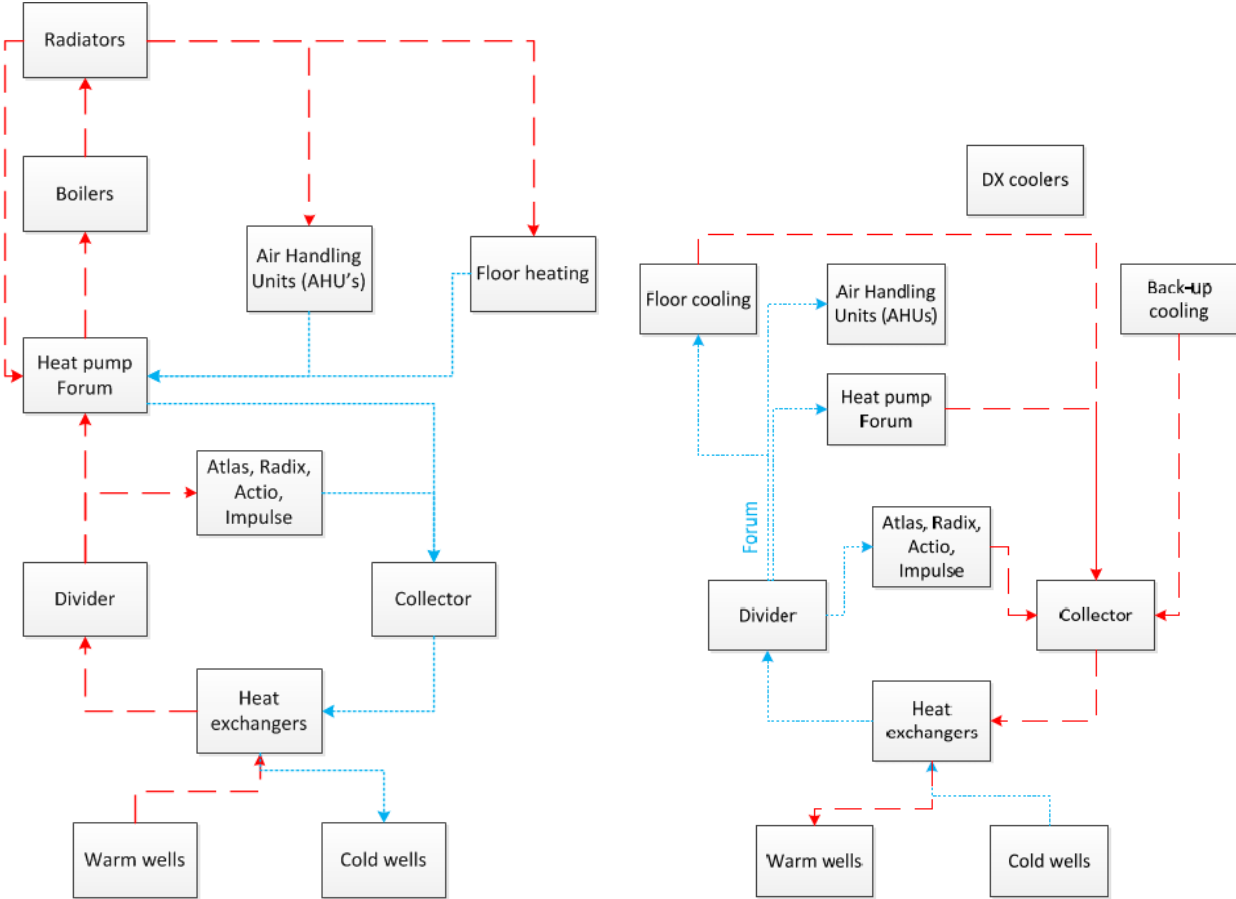 Radiators
Boilers
Air Handling
Units (AHU's)
Floor heating
Heat pump
Forum
Atlas, Radix,
Actio,
Impulse
Divider
Collector
Heat
exchangers
Warm wells
Cold wells
DX coolers
Floor cooling
Air Handling
Units (AHUs)
Back-up
cooling
Heat pump
Forum
Forum
Atlas, Radix,
Actio,
Impulse
Divider
Collector
Heat
exchangers
Warm wells
Cold wells